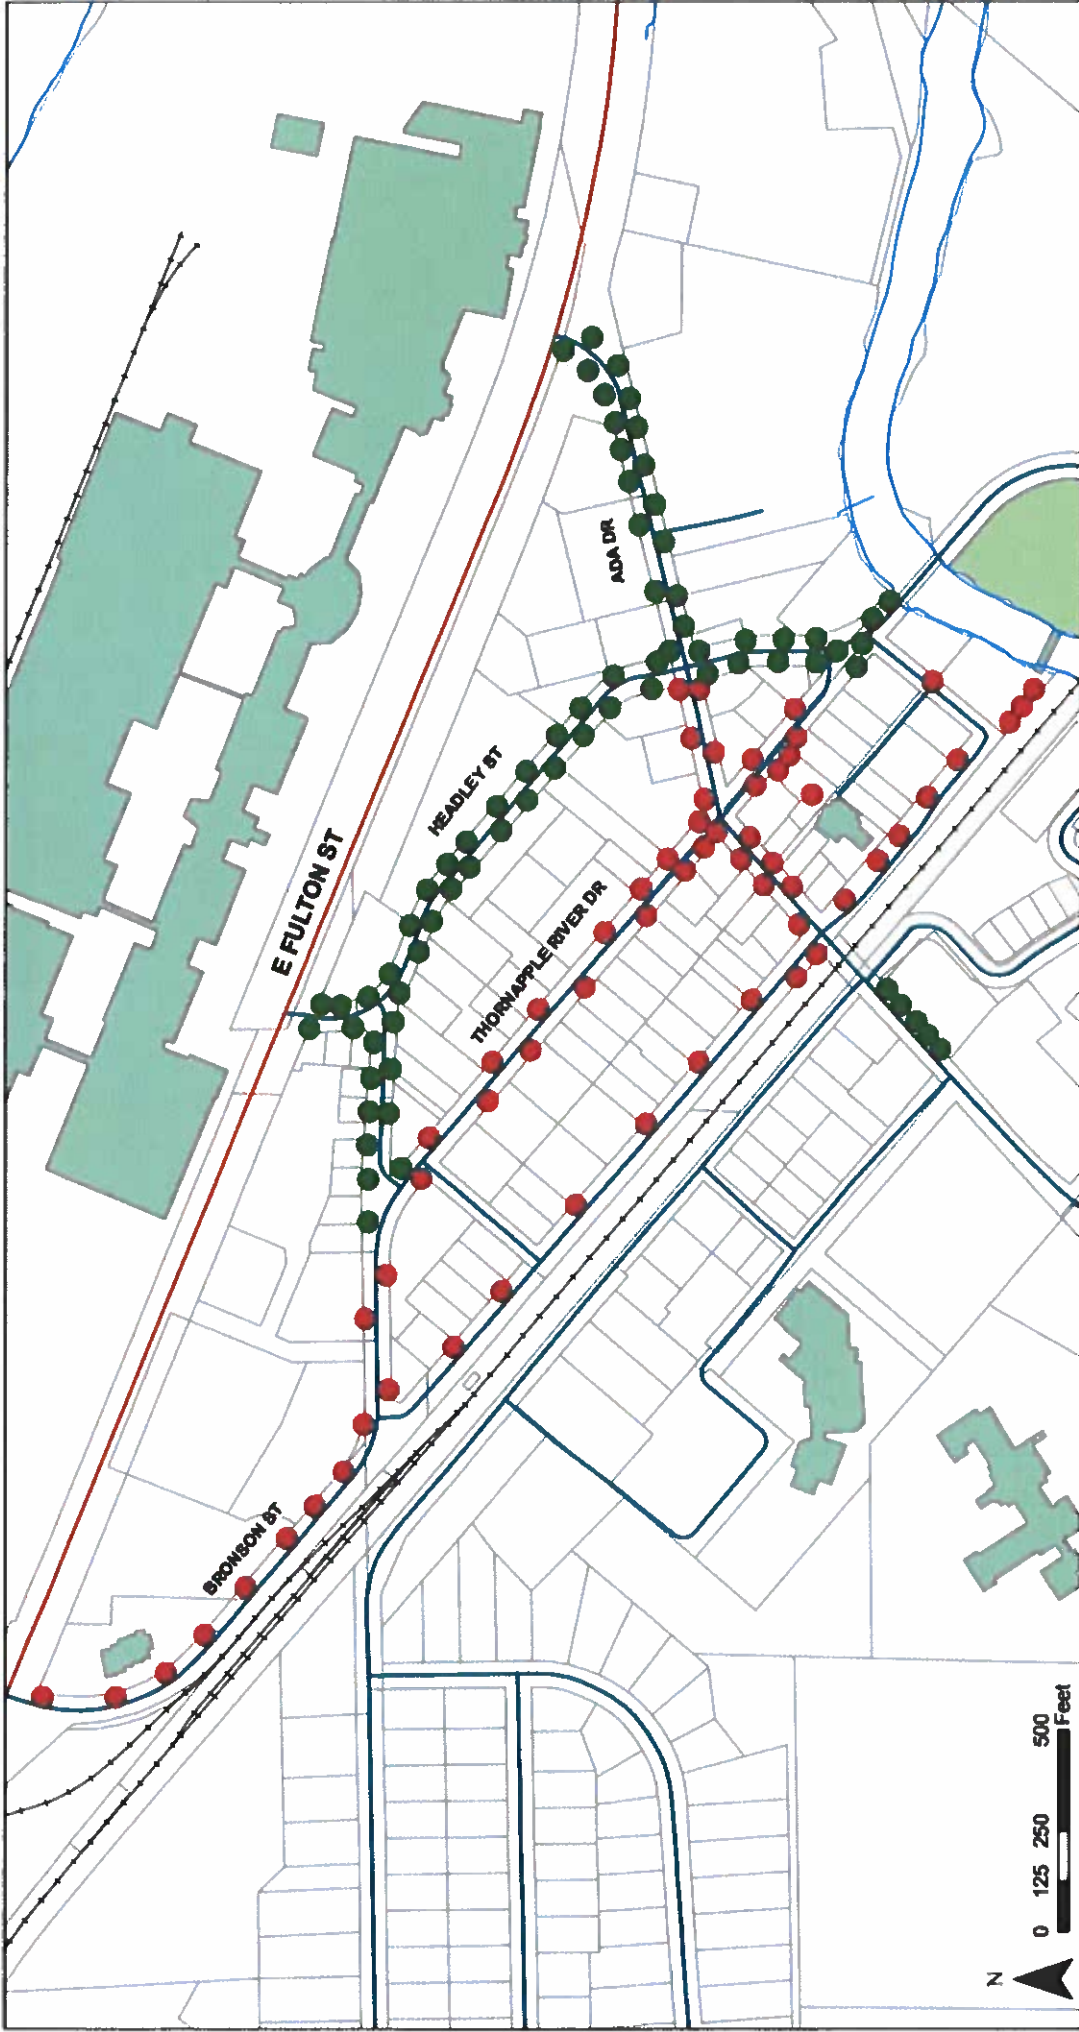 E FULTON ST
ADA DR
HEADLEY ST
THORNAPPLE RIVER DR
BRONSON ST
N
0 125 250 500
Feet